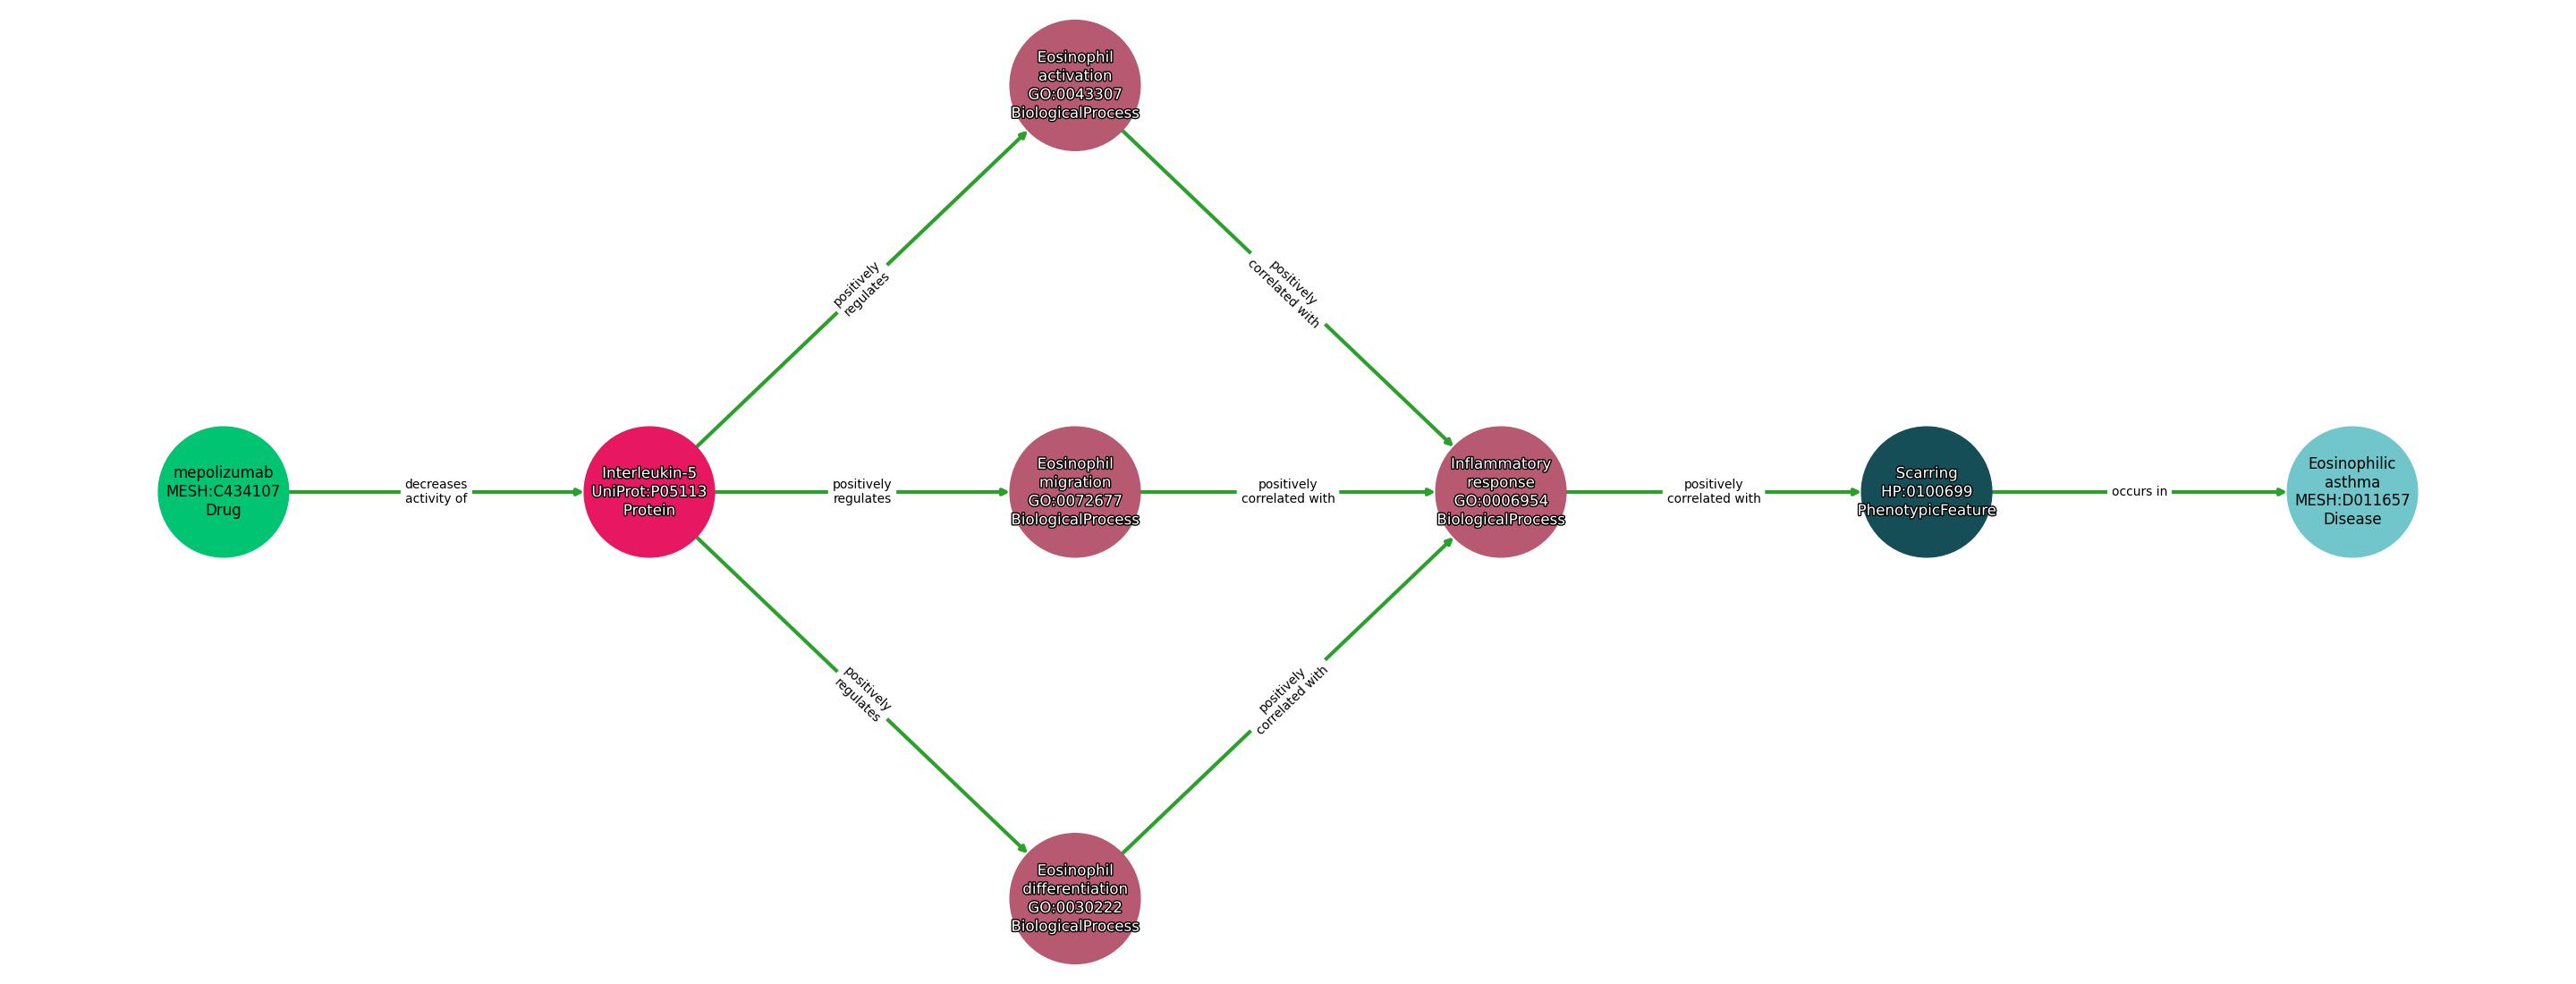 Eosinophil
activation
GO:0043307
BiologicalProcess
positively
regulates
positively
correlated with
mepolizumab
MESH:C434107
Drug
decreases
activity of
Interleukin-5
UniProt:P05113
Protein
positively
regulates
Eosinophil
migration
GO:0072677
BiologicalProcess
positively
correlated with
Inflammatory
response
GO:0006954
BiologicalProcess
positively
correlated with
Scarring
HP:0100699
PhenotypicFeature
occurs in
Eosinophilic
asthma
MESH:D011657
Disease
positively
regulates
positively
correlated with
Eosinophil
differentiation
GO:0030222
BiologicalProcess